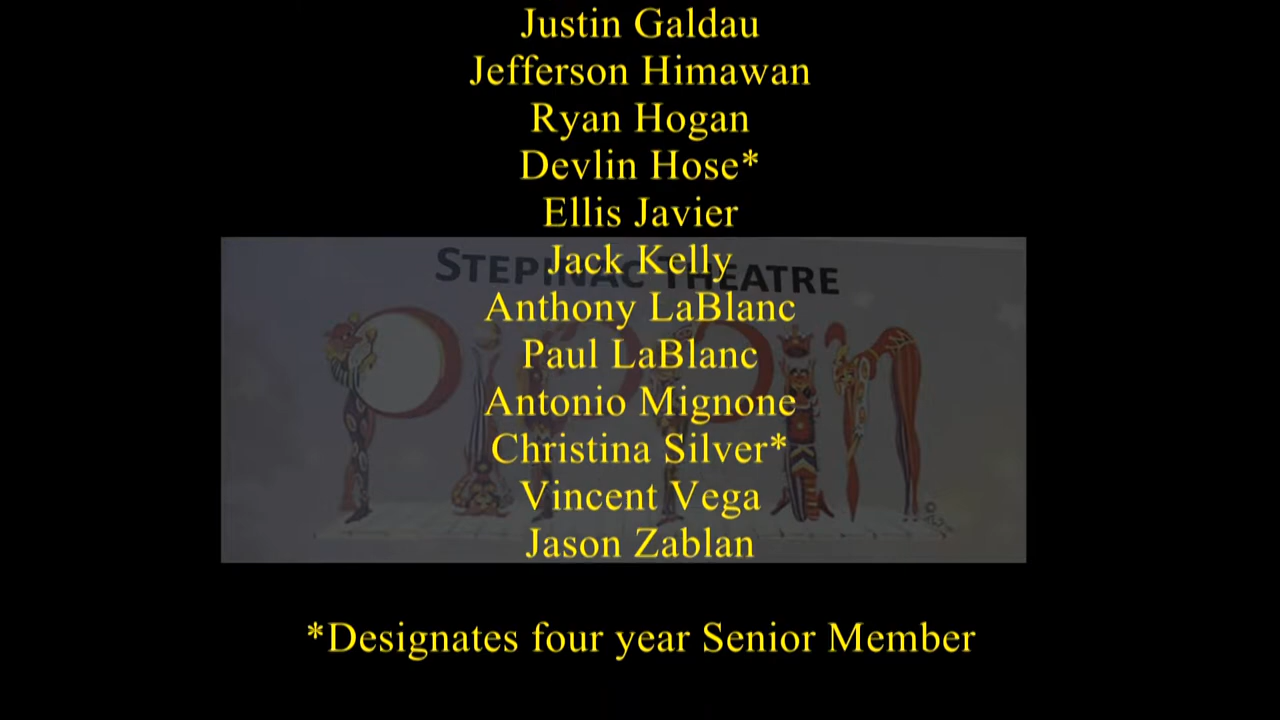 Justin Galdau
Jefferson Himawan
Ryan Hogan
Devlin Hose*
Ellis Javier
Jack Kelly
STEPINAC THEATRE
Anthony LaBlanc
Paul LaBlanc
Pippin
Antonio Mignone
Christina Silver*
Vincent Vega
Jason Zablan
*Designates four year Senior Member